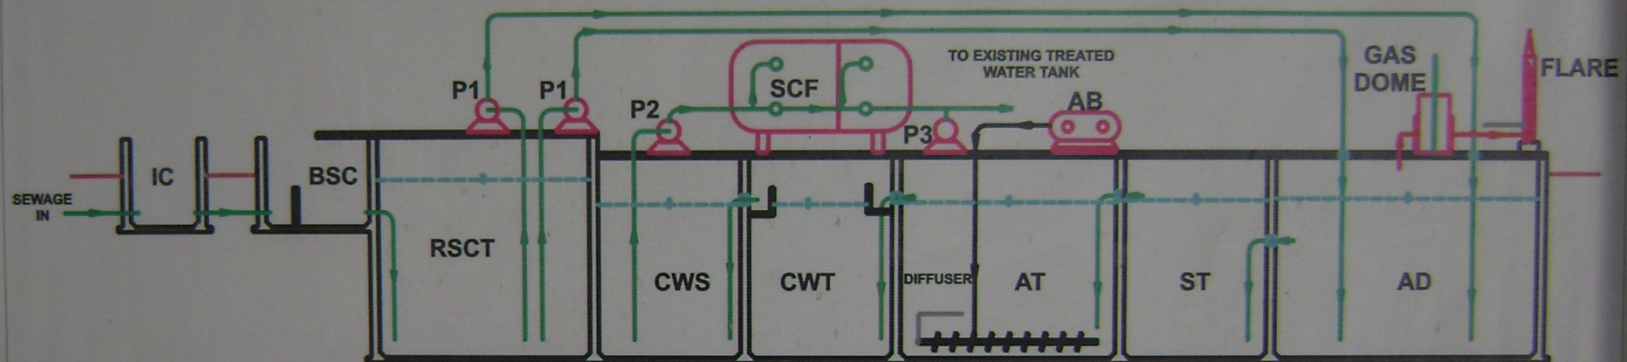 TO EXISTING TREATED
WATER TANK
GAS
DOME
FLARE
P1
P1
P2
SCF
AB
P3
IC
BSC
SEWAGE
IN
RSCT
CWS
CWT
DIFFUSER
AT
ST
AD